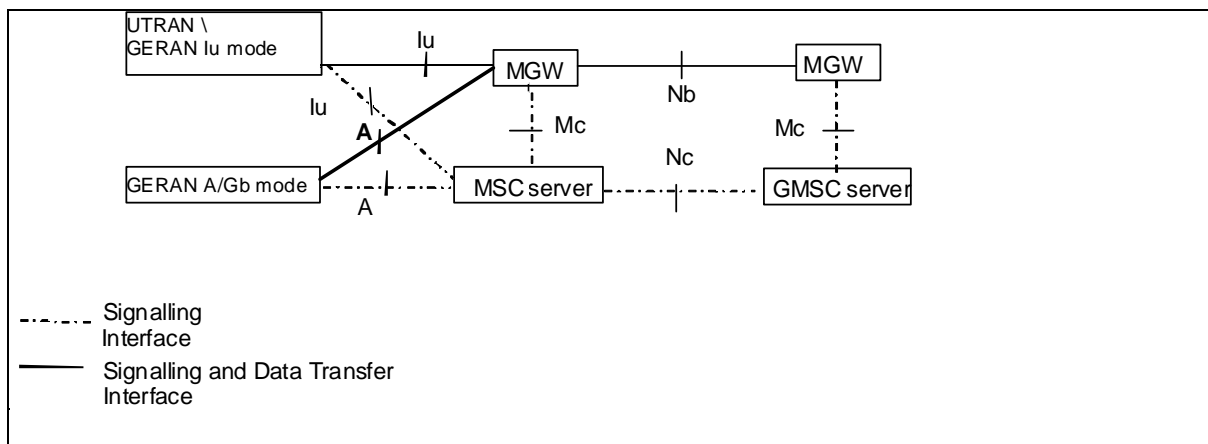 UTRAN \
GERAN Iu mode
Iu
MGW
MGW
Nb
Iu
A
Mc
Mc
Nc
GERAN A/Gb mode
MSC server
GMSC server
A
Signalling
Interface
Signalling and Data Transfer
Interface